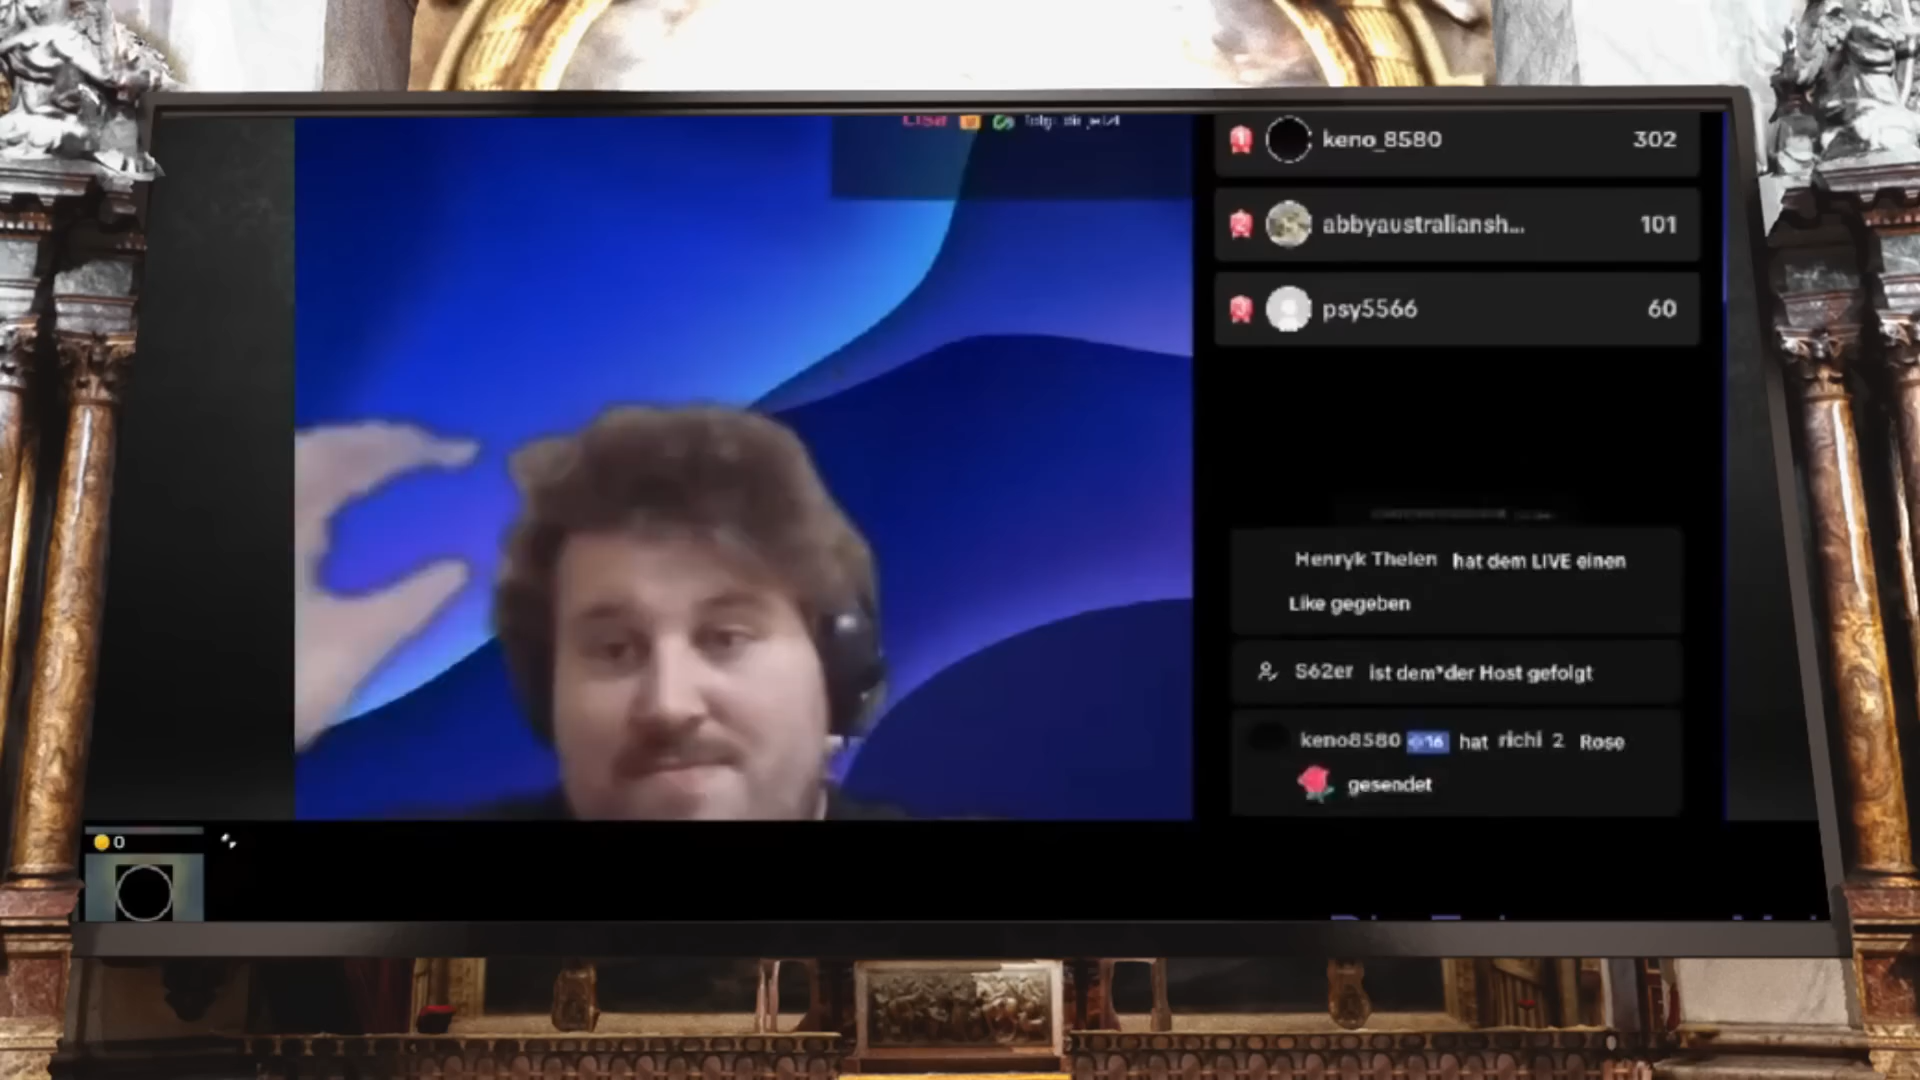 keno_8580 302
abbyaustraliansh... 101
psy5566 60
Henryk Thelen hat dem LIVE einen
Like gegeben
S62er ist dem*der Host gefolgt
keno8580 16 hat richi 2 Rose
gesendet
0